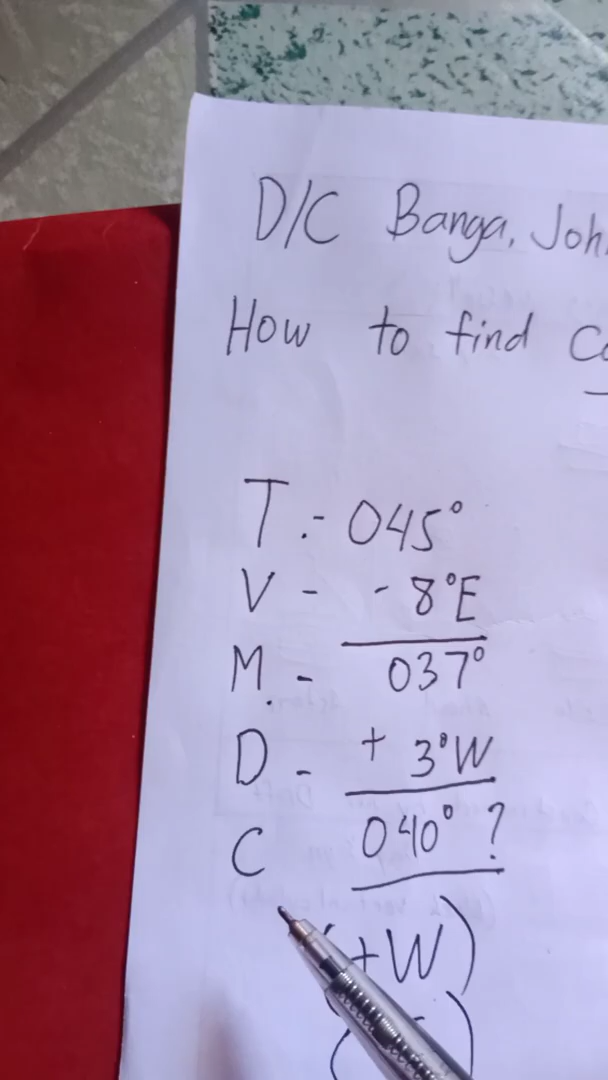 D/C Banga, Joh
How to find
T.- 045°
V - - 8°E
M. - 037°
D - + 3°W
C 040° ?
(+W)